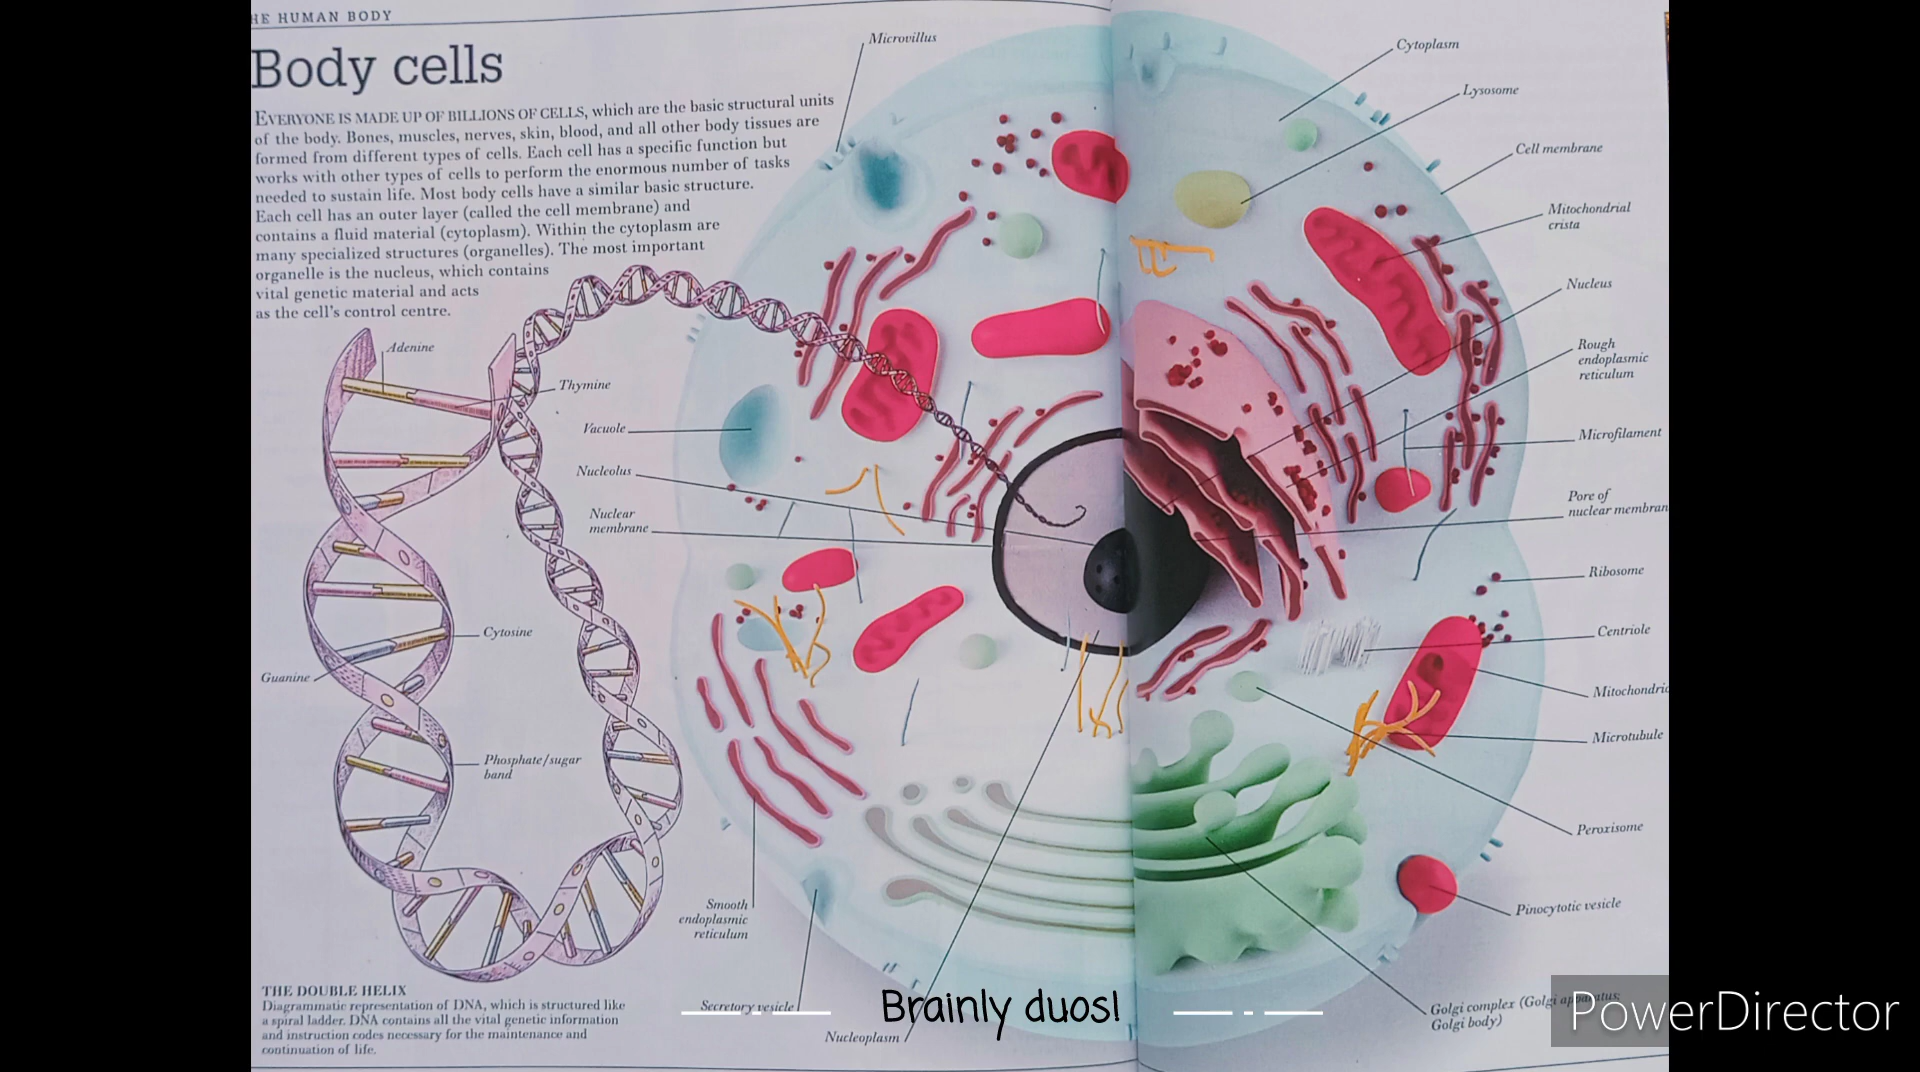 HE HUMAN BODY
Body cells
EVERYONE IS MADE UP OF BILLIONS OF CELLS, which are the basic structural units
of the body. Bones, muscles, nerves, skin, blood, and all other body tissues are
formed from different types of cells. Each cell has a specific function but
works with other types of cells to perform the enormous number of tasks
needed to sustain life. Most body cells have a similar basic structure.
Each cell has an outer layer (called the cell membrane) and
contains a fluid material (cytoplasm). Within the cytoplasm are
many specialized structures (organelles). The most important
organelle is the nucleus, which contains
vital genetic material and acts
as the cell's control centre.
Adenine
Thymine
Vacuole
Nucleolus
Nuclear
membrane
Cytosine
Guanine
Phosphate/sugar
band
Smooth
endoplasmic
reticulum
THE DOUBLE HELIX
Diagrammatic representation of DNA, which is structured like
a spiral ladder. DNA contains all the vital genetic information
and instruction codes necessary for the maintenance and
continuation of life.
Secretory vesicle
Nucleoplasm
Microvillus
Cytoplasm
Lysosome
Cell membrane
Mitochondrial
crista
Nucleus
Rough
endoplasmic
reticulum
Microfilament
Pore of
nuclear membran
Ribosome
Centriole
Mitochondrio
Microtubule
Peroxisome
Pinocytotic vesicle
Golgi complex (Golgi apparatus;
Golgi body)
Brainly duos!
PowerDirector